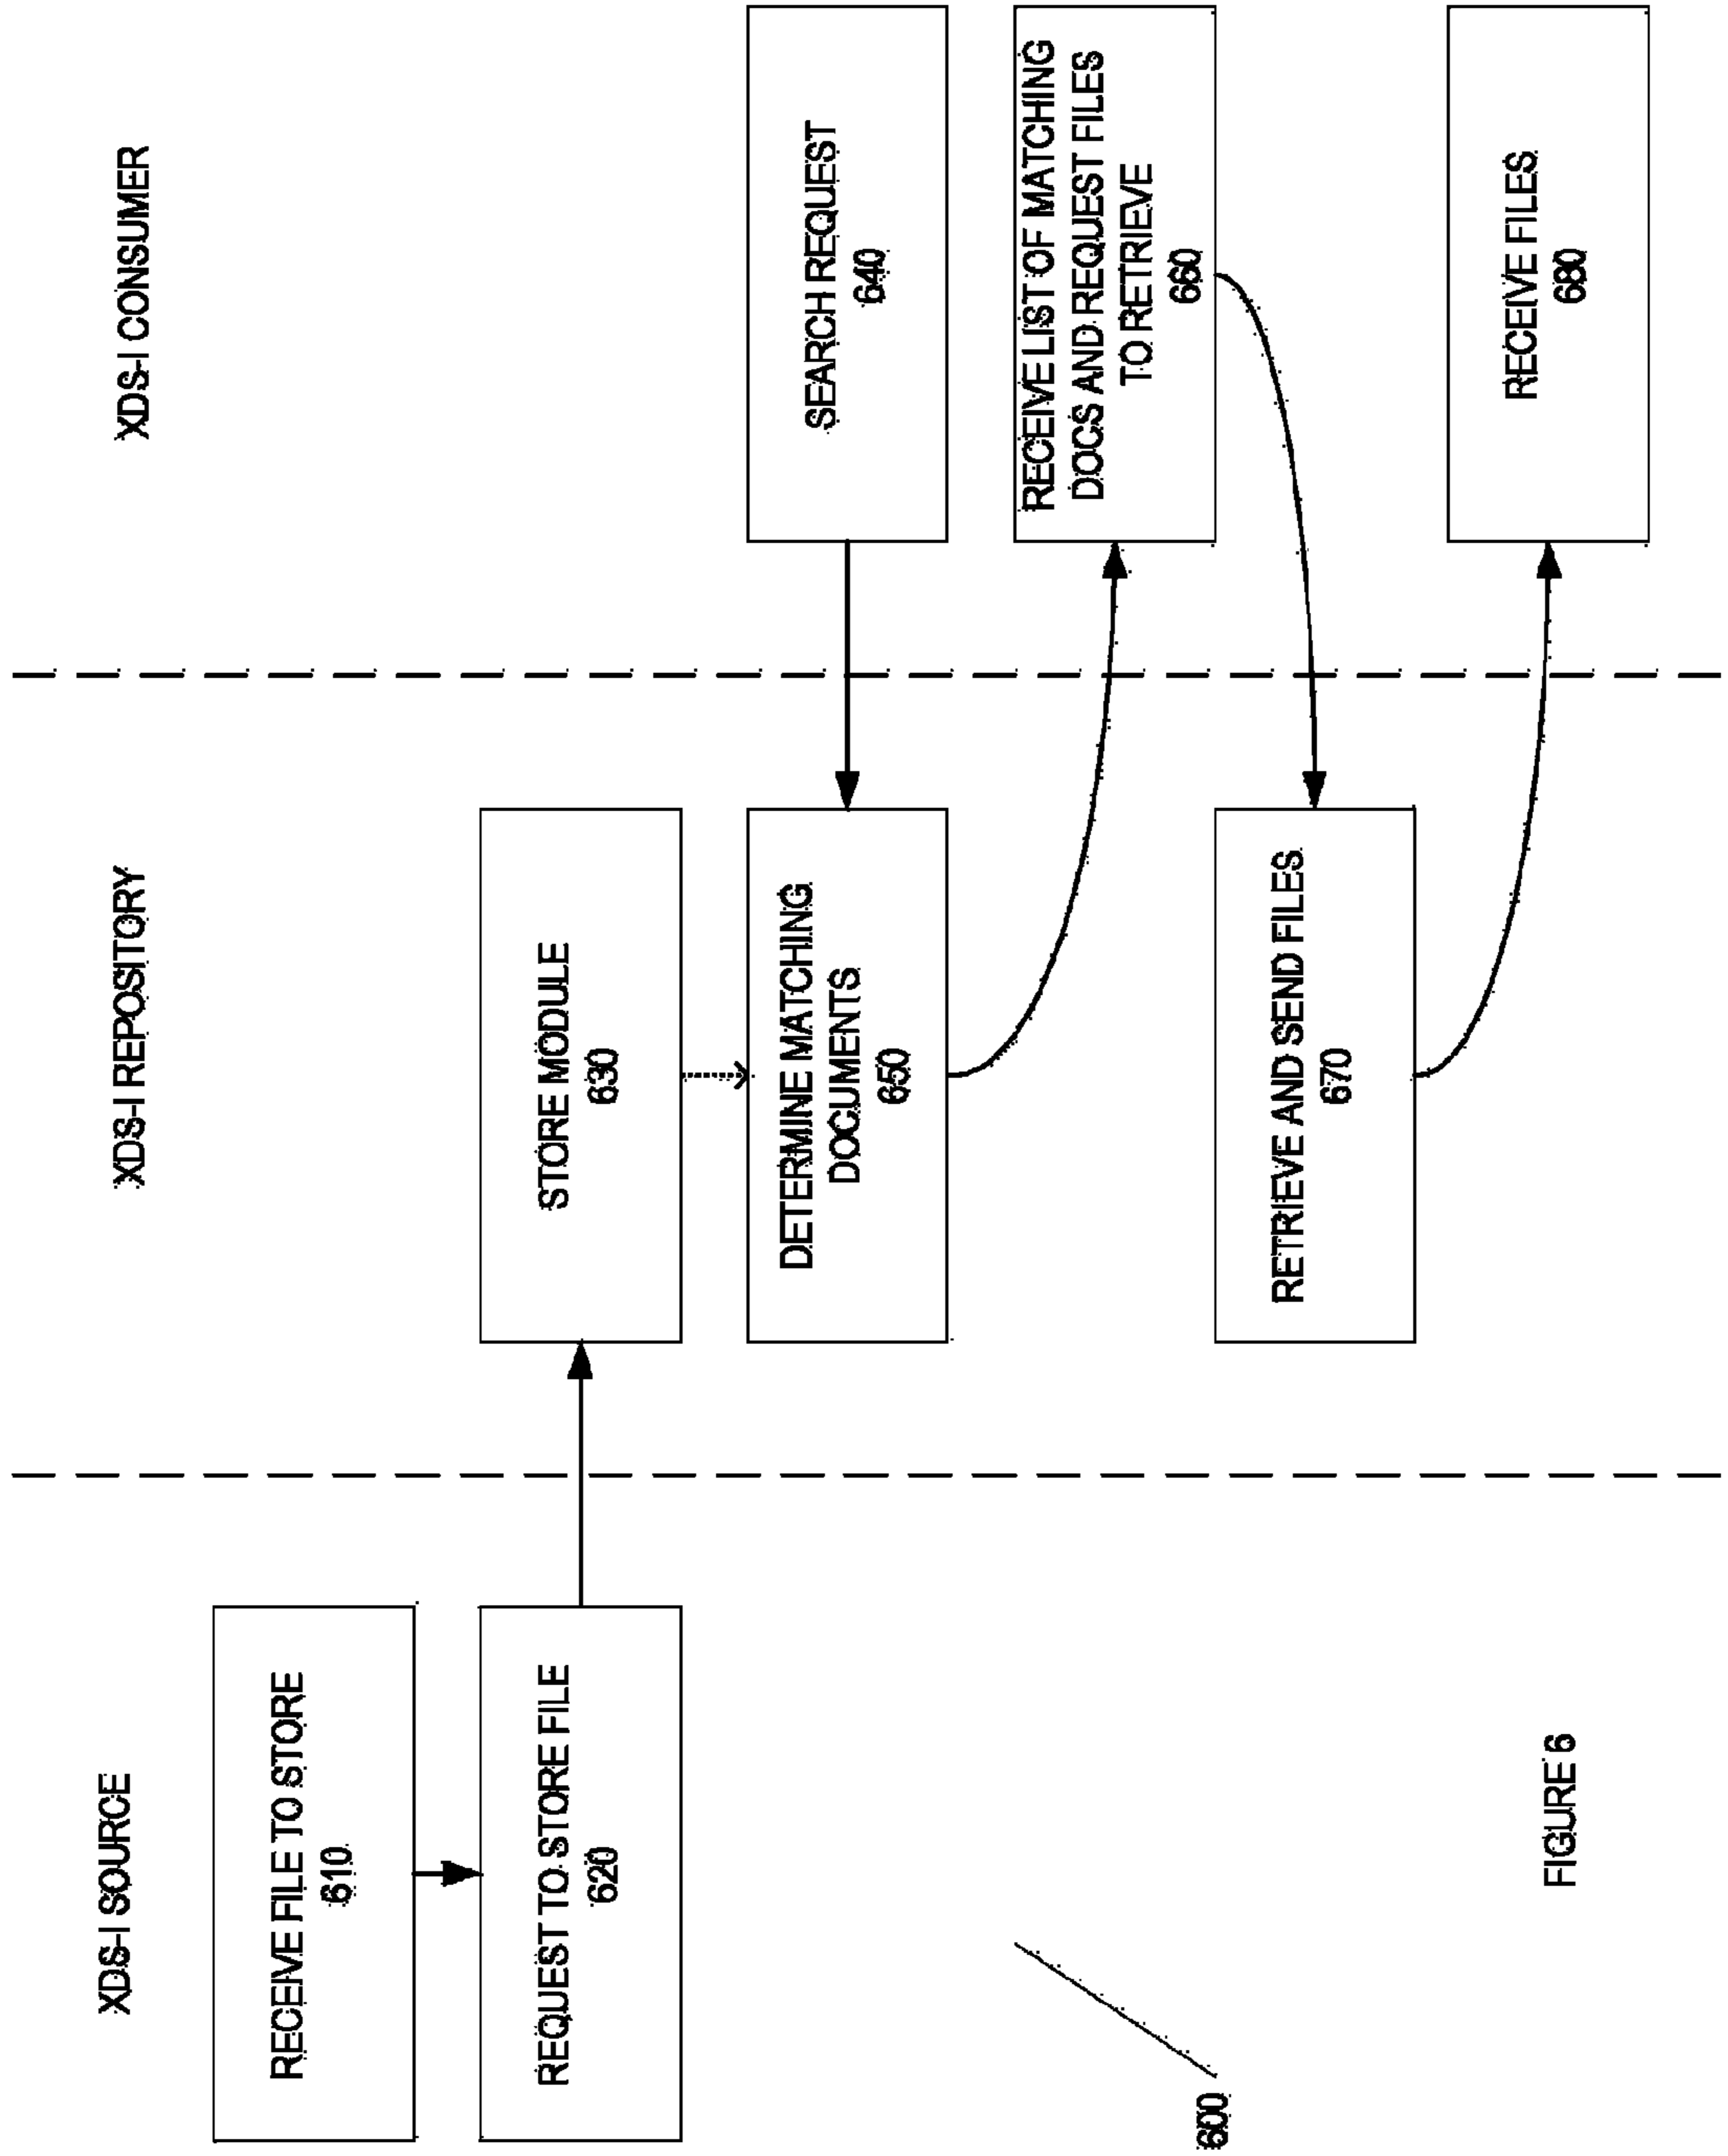 XDS-I SOURCE
XDS-I REPOSITORY
XDS-I CONSUMER
RECEIVE FILE TO STORE
610
REQUEST TO STORE FILE
620
STORE MODULE
630
SEARCH REQUEST
640
DETERMINE MATCHING
DOCUMENTS
650
RECEIVE LIST OF MATCHING
DOCS AND REQUEST FILES
TO RETRIEVE
660
RETRIEVE AND SEND FILES
670
RECEIVE FILES
680
600
FIGURE 6